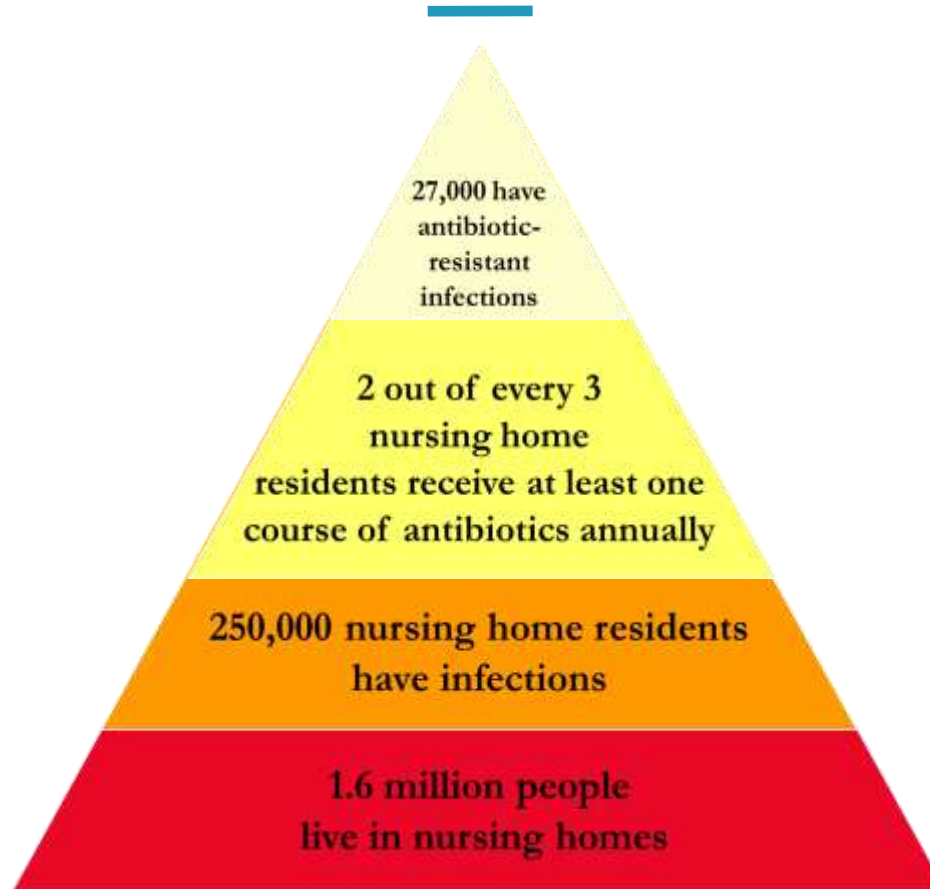 27,000 have
antibiotic-
resistant
infections
2 out of every 3
nursing home
residents receive at least one
course of antibiotics annually
250,000 nursing home residents
have infections
1.6 million people
live in nursing homes